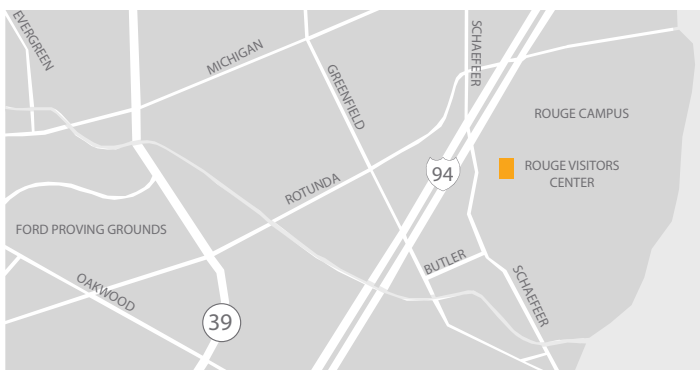 EVERGREEN
MICHIGAN
GREENFIELD
SCHAEFEER
ROUGE CAMPUS
94
ROUGE VISITORS
CENTER
ROTUNDA
FORD PROVING GROUNDS
BUTLER
OAKWOOD
SCHAEFEER
39